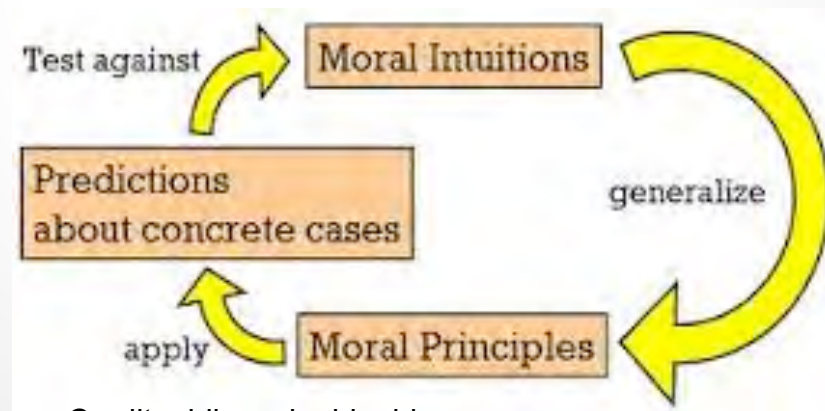 Test against
Moral Intuitions
Predictions
about concrete cases
generalize
apply
Moral Principles